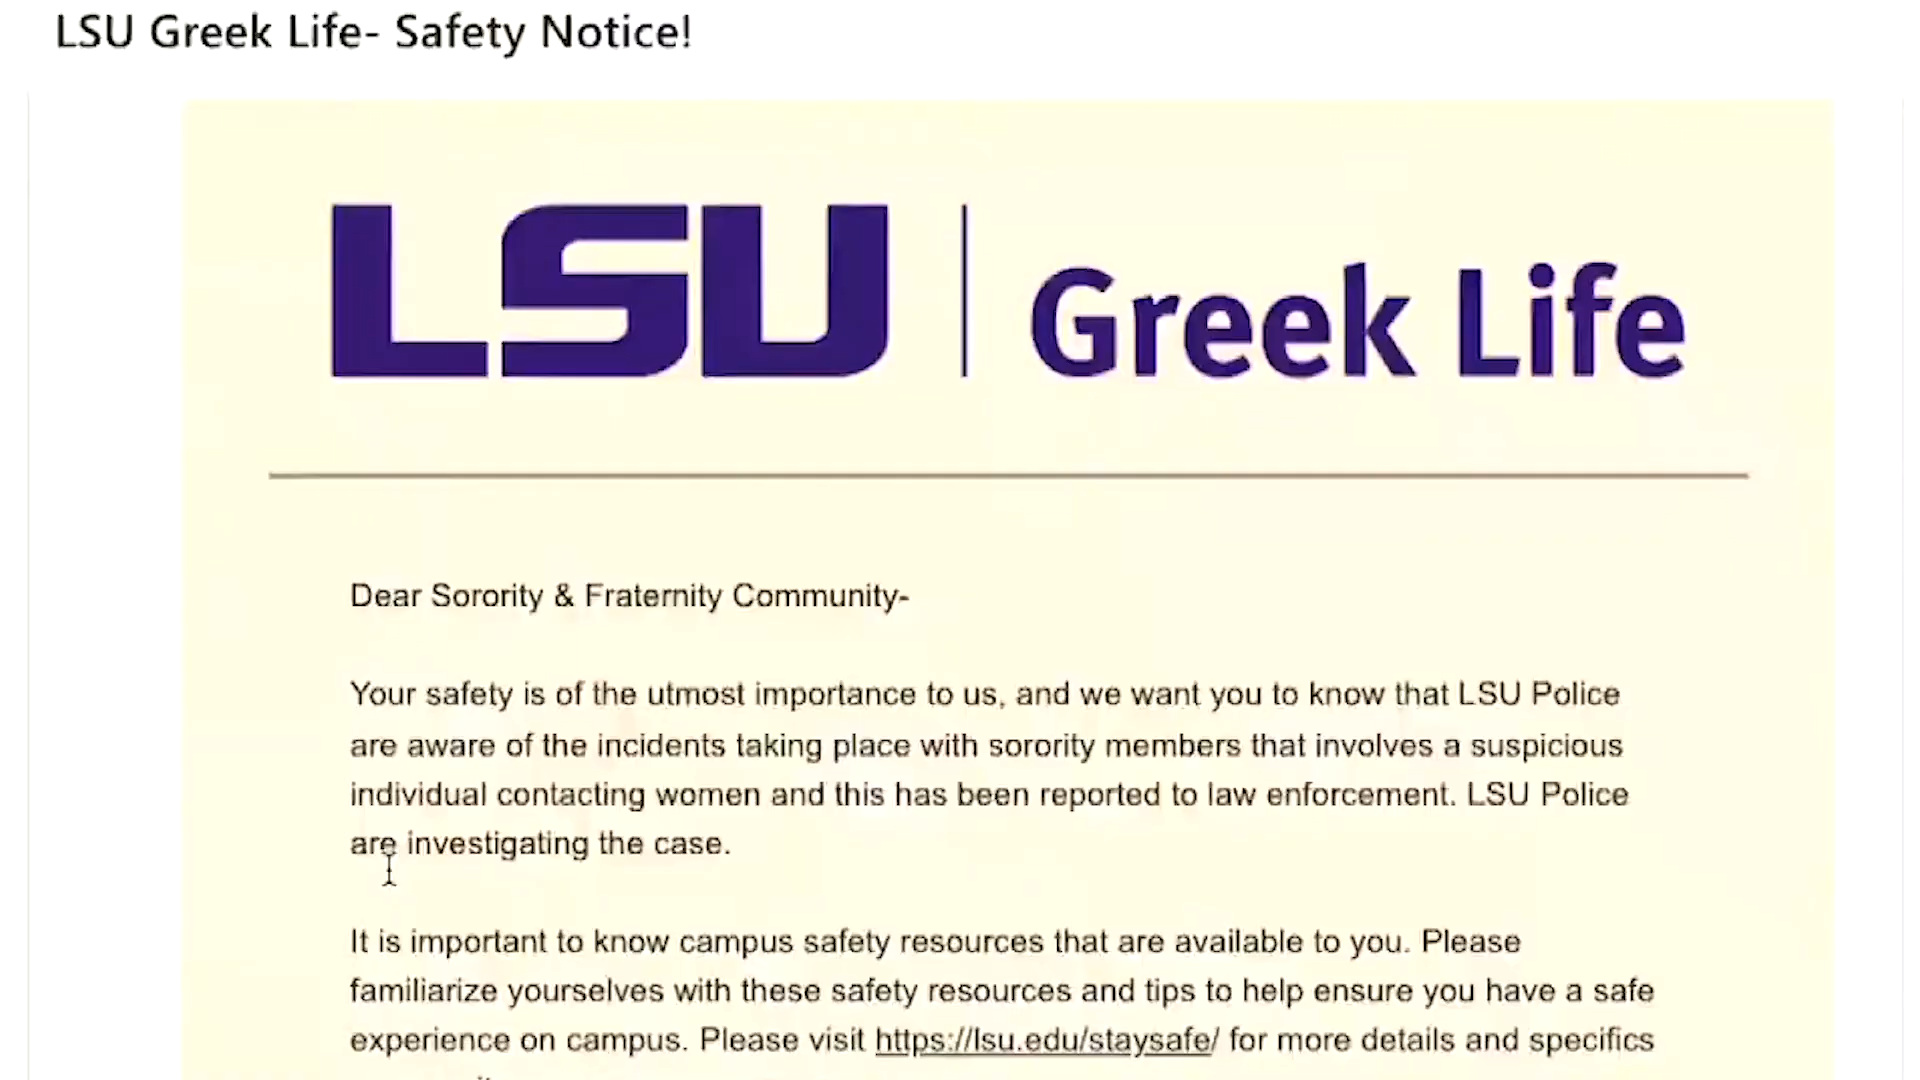 LSU Greek Life- Safety Notice!
LSU | Greek Life
Dear Sorority & Fraternity Community-
Your safety is of the utmost importance to us, and we want you to know that LSU Police
are aware of the incidents taking place with sorority members that involves a suspicious
individual contacting women and this has been reported to law enforcement. LSU Police
are investigating the case.
It is important to know campus safety resources that are available to you. Please
familiarize yourselves with these safety resources and tips to help ensure you have a safe
experience on campus. Please visit https://lsu.edu/staysafe/ for more details and specifics